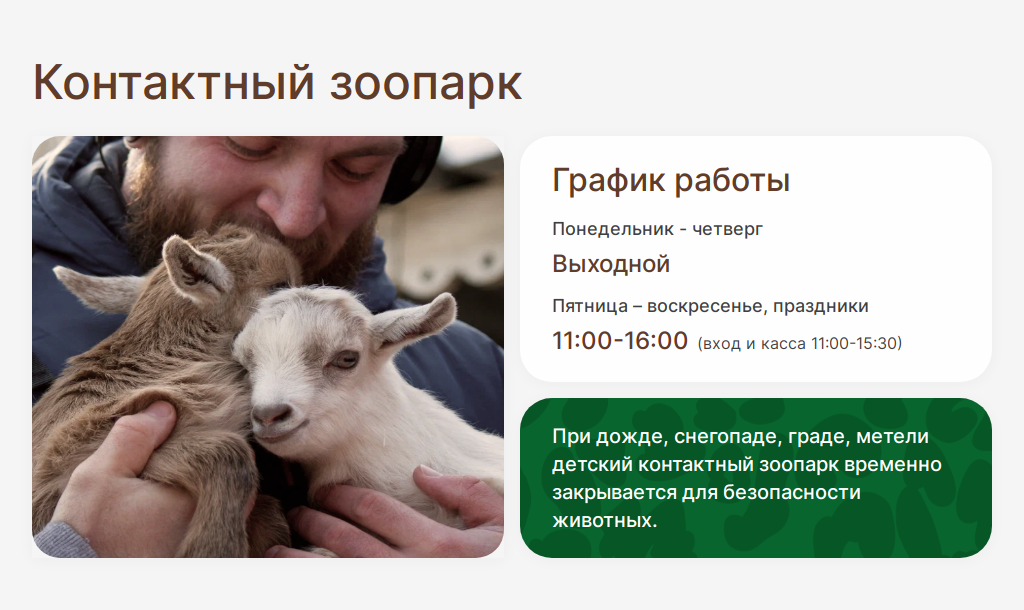 Контактный зоопарк
График работы
Понедельник - четверг
Выходной
Пятница – воскресенье, праздники
11:00-16:00 (вход и касса 11:00-15:30)
При дожде, снегопаде, граде, метели
детский контактный зоопарк временно
закрывается для безопасности
животных.